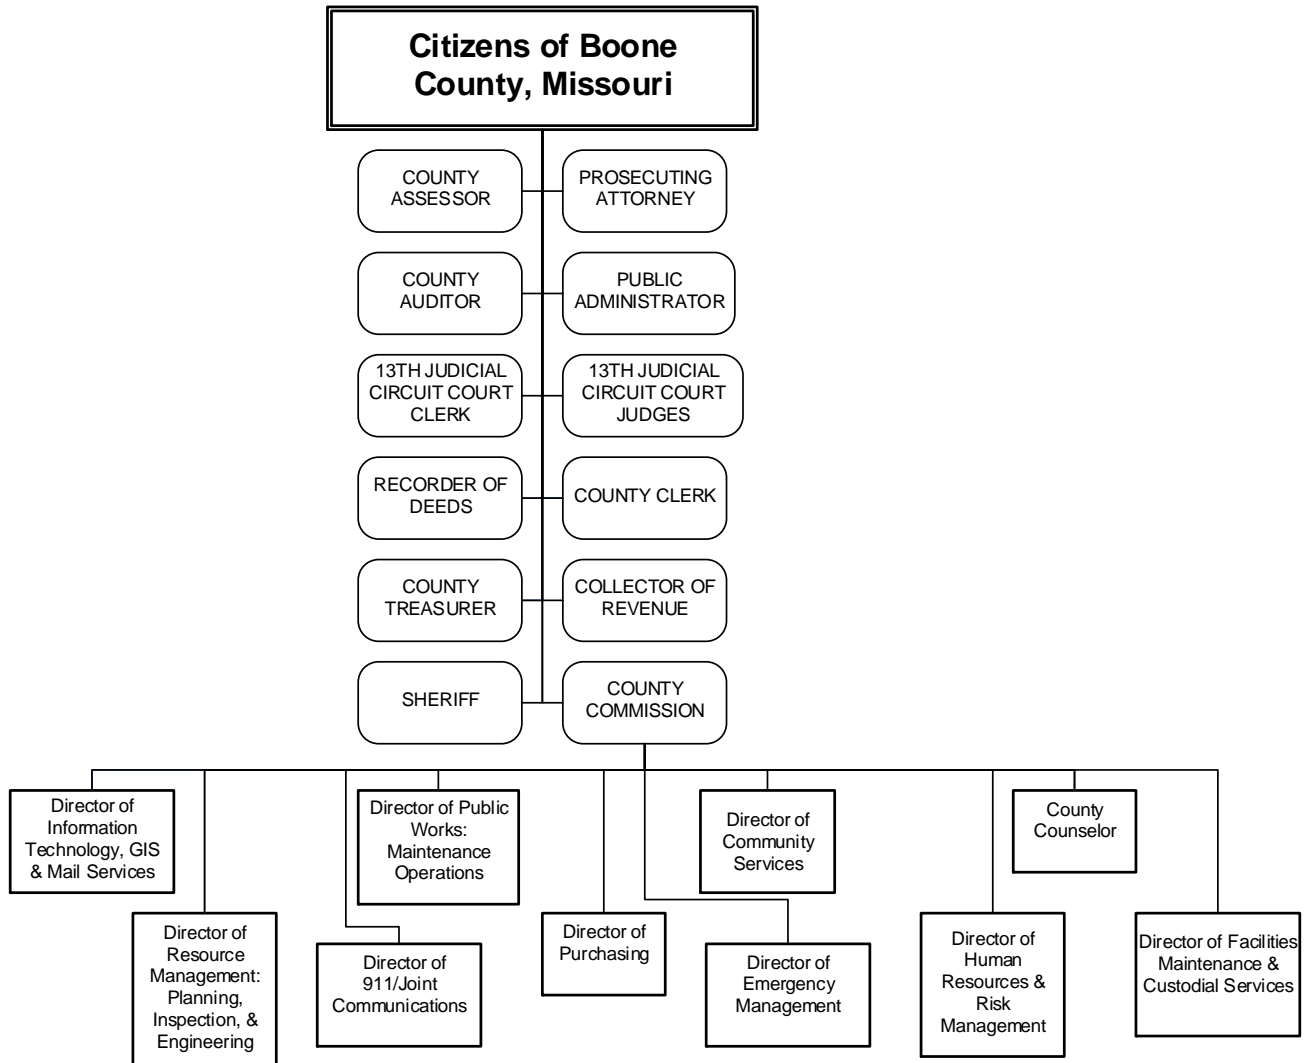 Citizens of Boone
County, Missouri
COUNTY
ASSESSOR
PROSECUTING
ATTORNEY
COUNTY
AUDITOR
PUBLIC
ADMINISTRATOR
13TH JUDICIAL
CIRCUIT COURT
CLERK
13TH JUDICIAL
CIRCUIT COURT
JUDGES
RECORDER OF
DEEDS
COUNTY CLERK
COUNTY
TREASURER
COLLECTOR OF
REVENUE
SHERIFF
COUNTY
COMMISSION
Director of
Information
Technology, GIS
& Mail Services
Director of Public
Works:
Maintenance
Operations
Director of
Community
Services
County
Counselor
Director of
Resource
Management:
Planning,
Inspection, &
Engineering
Director of
911/Joint
Communications
Director of
Purchasing
Director of
Emergency
Management
Director of
Human
Resources &
Risk
Management
Director of Facilities
Maintenance &
Custodial Services